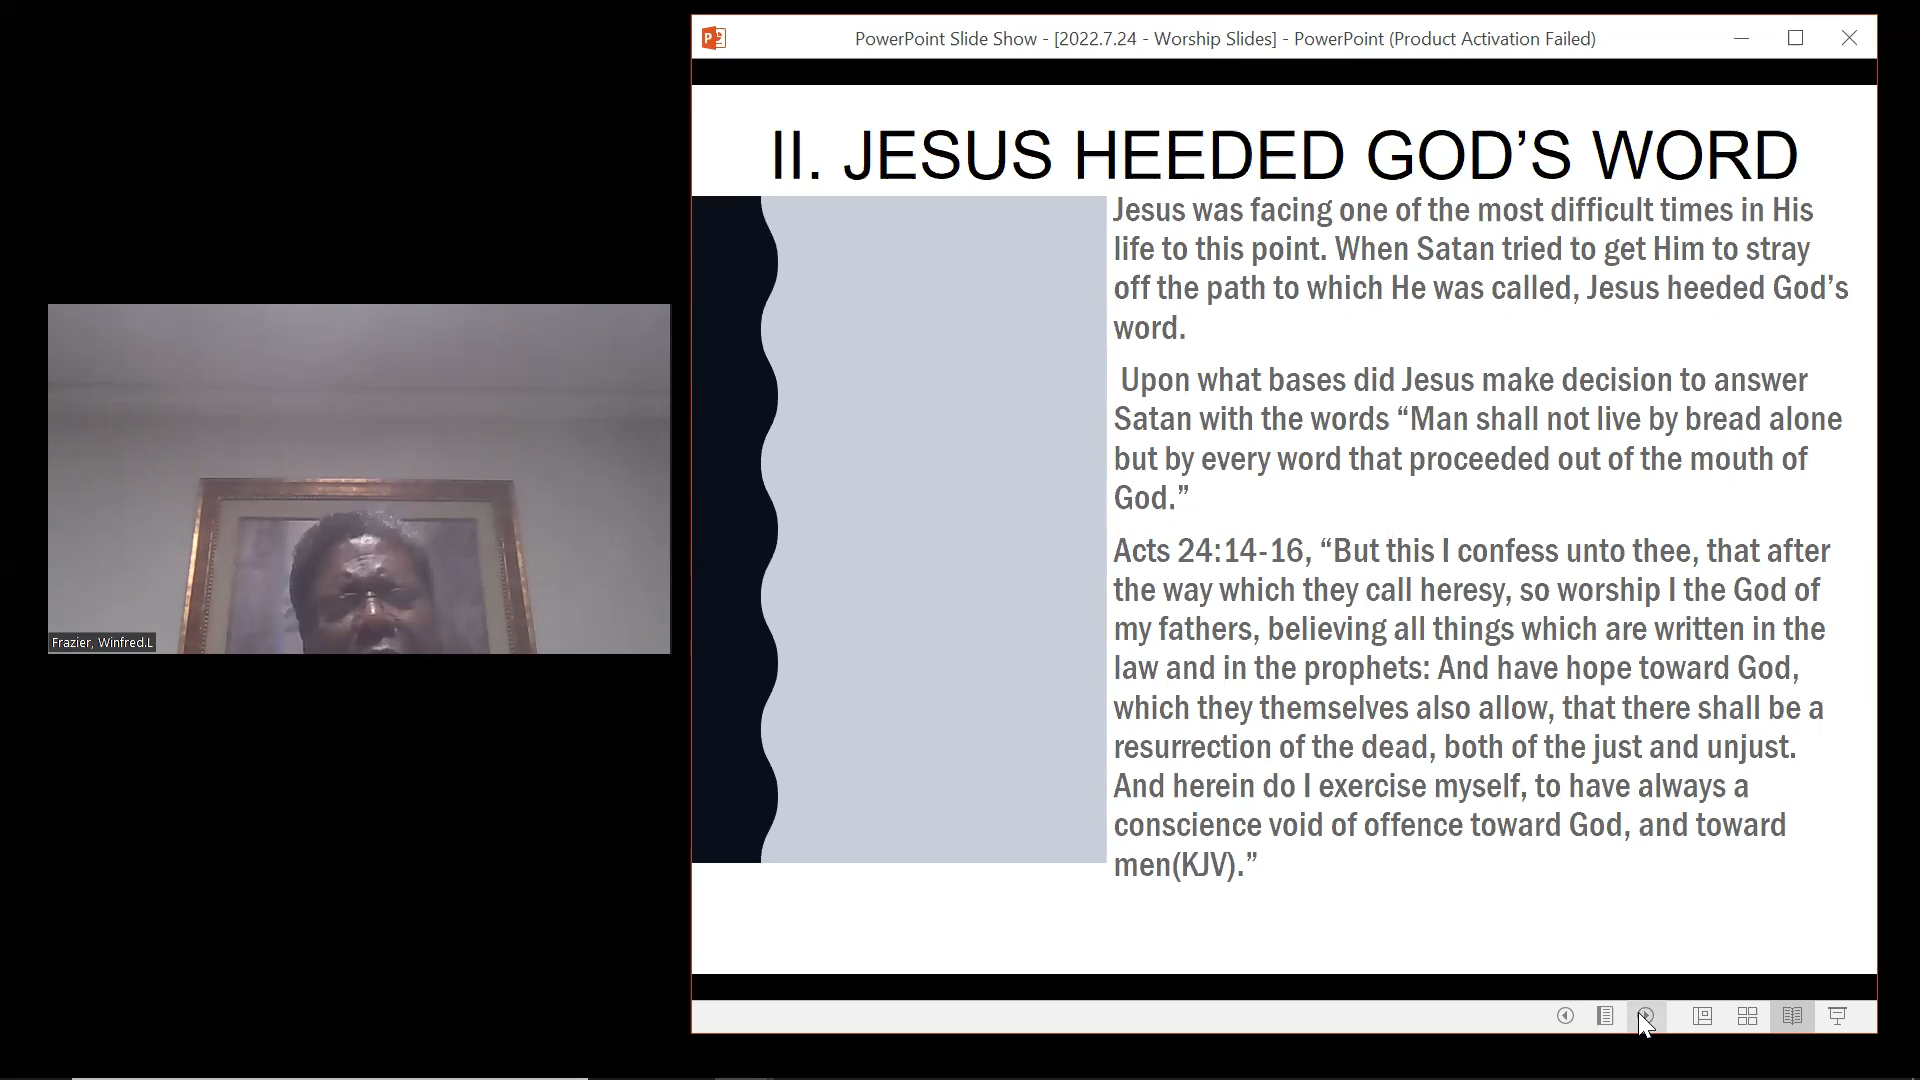 PowerPoint Slide Show - [2022.7.24 - Worship Slides] - PowerPoint (Product Activation Failed)
II. JESUS HEEDED GOD’S WORD
Jesus was facing one of the most difficult times in His
life to this point. When Satan tried to get Him to stray
off the path to which He was called, Jesus heeded God’s
word.
Upon what bases did Jesus make decision to answer
Satan with the words “Man shall not live by bread alone
but by every word that proceeded out of the mouth of
God.”
Acts 24:14-16, “But this I confess unto thee, that after
the way which they call heresy, so worship I the God of
my fathers, believing all things which are written in the
law and in the prophets: And have hope toward God,
which they themselves also allow, that there shall be a
resurrection of the dead, both of the just and unjust.
And herein do I exercise myself, to have always a
conscience void of offence toward God, and toward
men(KJV).”
Frazier, Winfred.L